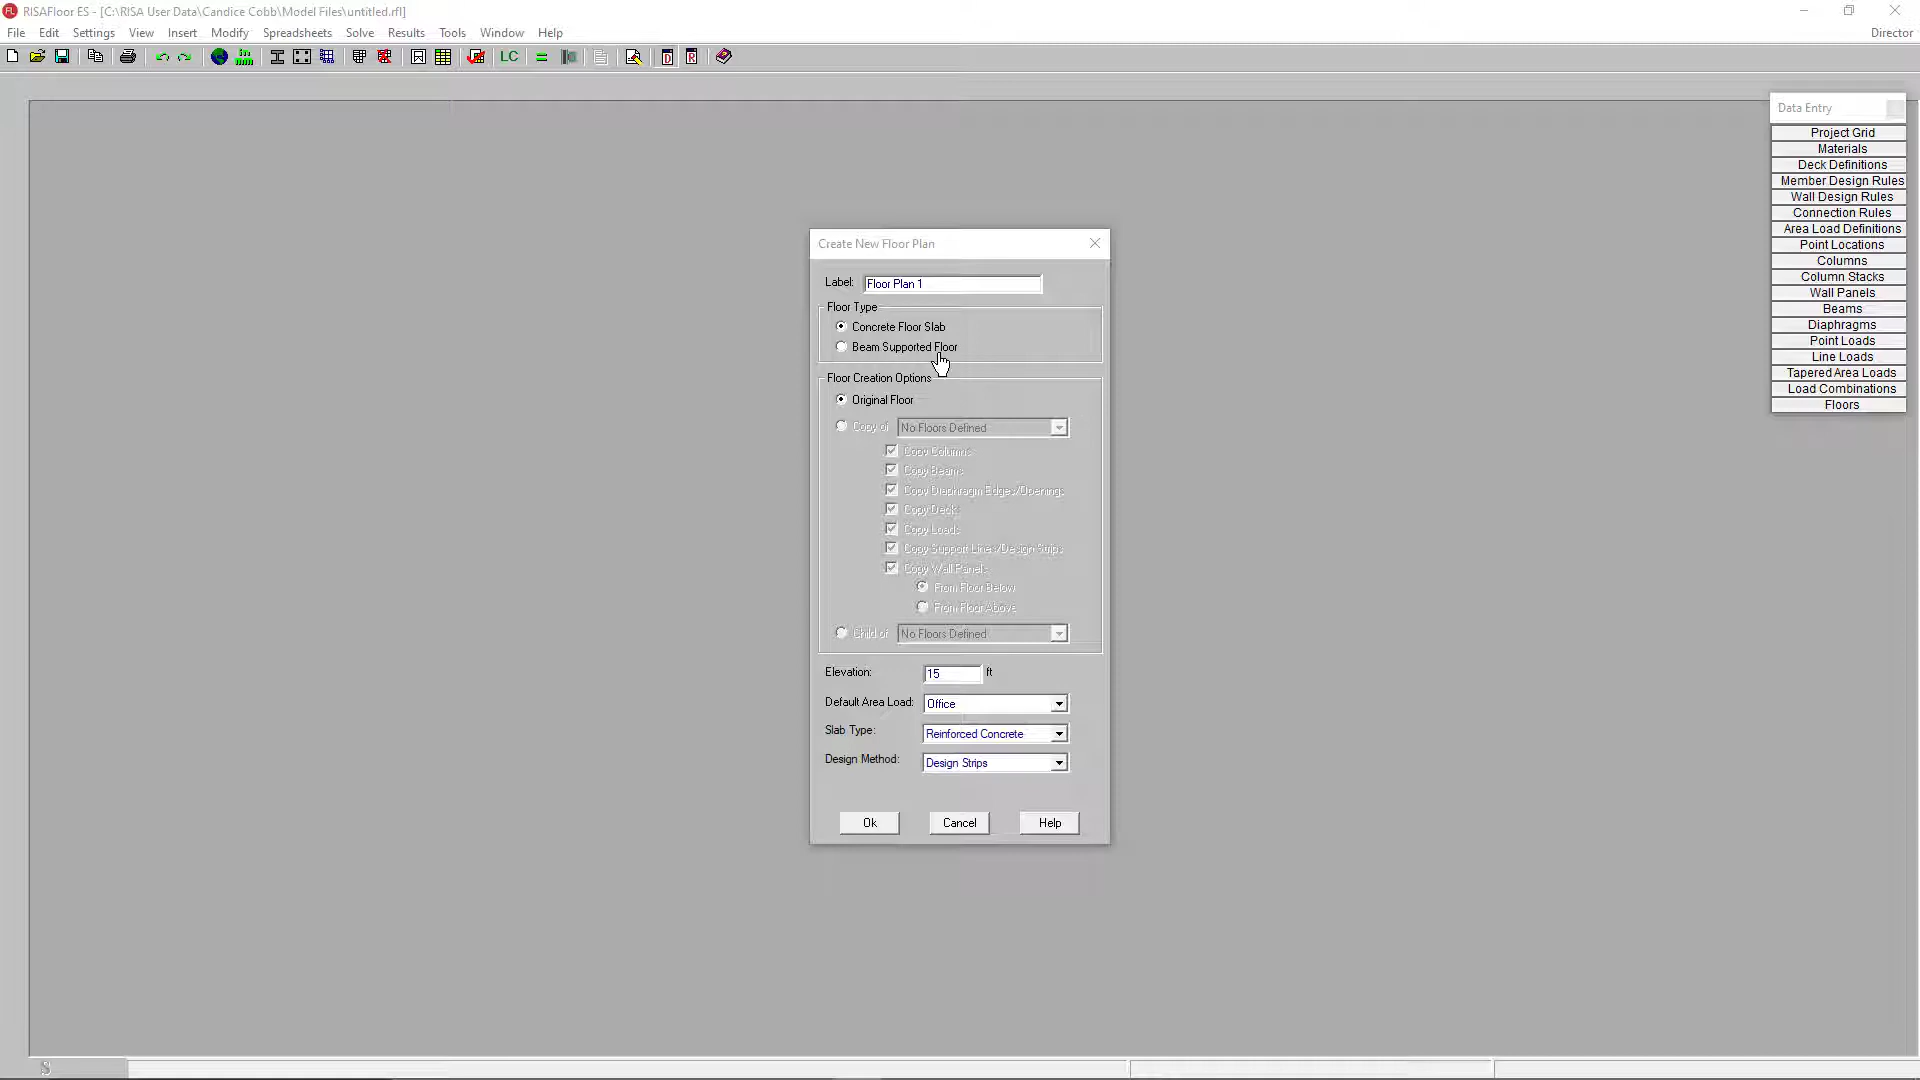 RISAFloor ES - [C:\RISA User Data\Candice Cobb\Model Files\untitled.rfl]
File Edit Settings View Insert Modify Spreadsheets Solve Results Tools Window Help
Director
LC
D
R
Data Entry
Project Grid
Materials
Deck Definitions
Member Design Rules
Wall Design Rules
Connection Rules
Area Load Definitions
Point Locations
Columns
Column Stacks
Wall Panels
Beams
Diaphragms
Point Loads
Line Loads
Tapered Area Loads
Load Combinations
Floors
Create New Floor Plan
Label: Floor Plan 1
Floor Type
Concrete Floor Slab
Beam Supported Floor
Floor Creation Options
Original Floor
Copy of No Floors Defined
Copy Columns
Copy Beams
Copy Diaphragm Edges/Openings
Copy Decks
Copy Loads
Copy Support Lines/Design Strips
Copy Wall Panels
From Floor Below
From Floor Above
Child of No Floors Defined
Elevation: 15 ft
Default Area Load: Office
Slab Type: Reinforced Concrete
Design Method: Design Strips
Ok Cancel Help
S